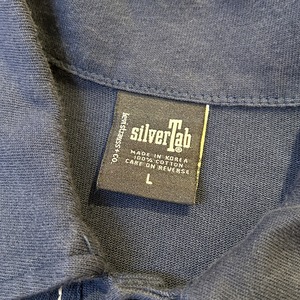 levi strauss + co.
silverTab®
MADE IN KOREA
100% COTTON
CARE ON REVERSE
L